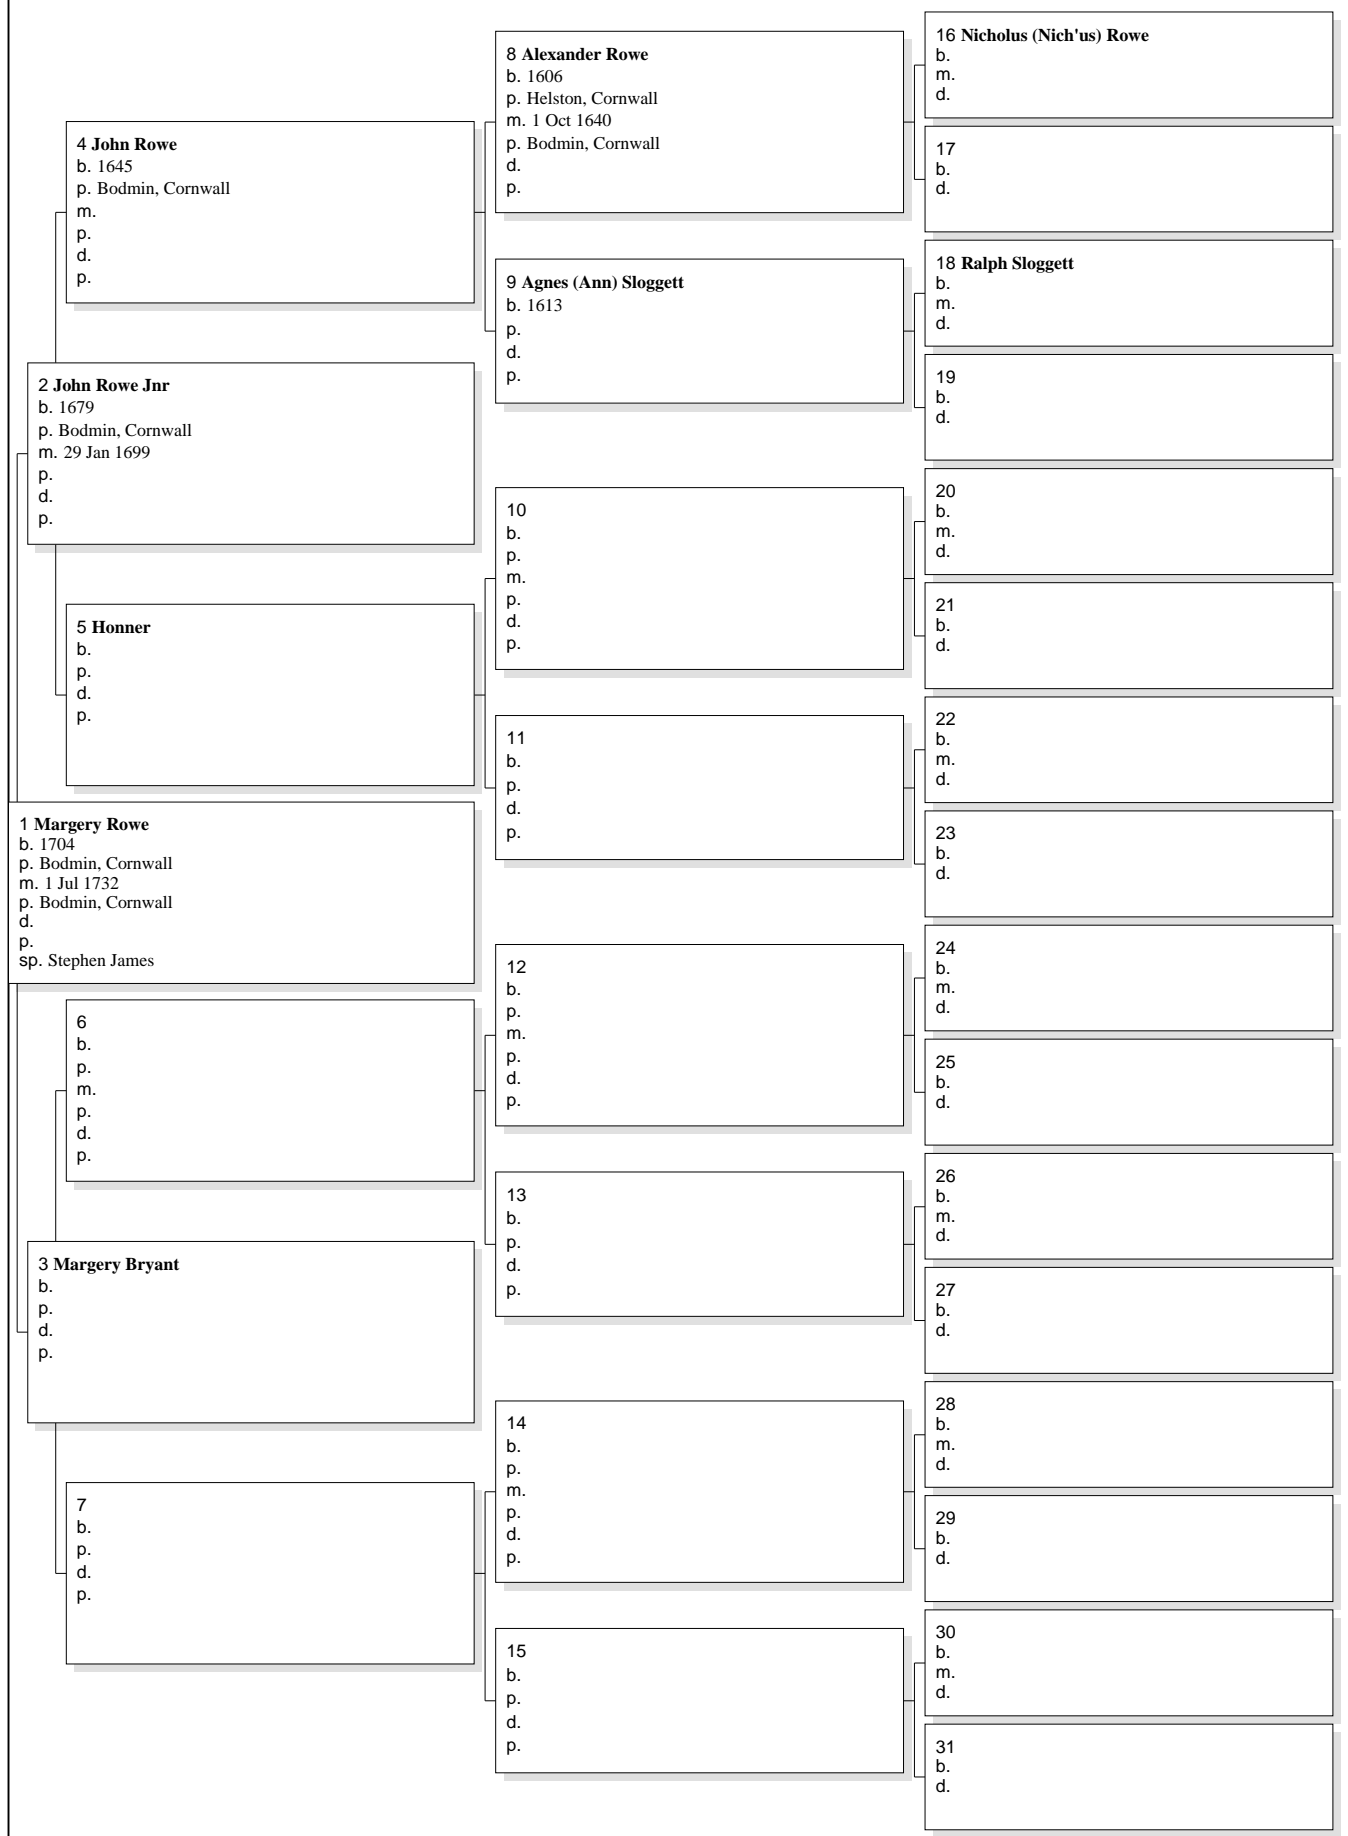 16 Nicholus (Nich'us) Rowe
b.
m.
d.
8 Alexander Rowe
b. 1606
p. Helston, Cornwall
m. 1 Oct 1640
p. Bodmin, Cornwall
d.
p.
17
b.
d.
4 John Rowe
b. 1645
p. Bodmin, Cornwall
m.
p.
d.
p.
18 Ralph Sloggett
b.
m.
d.
9 Agnes (Ann) Sloggett
b. 1613
p.
d.
p.
19
b.
d.
2 John Rowe Jnr
b. 1679
p. Bodmin, Cornwall
m. 29 Jan 1699
p.
d.
p.
20
b.
m.
d.
10
b.
p.
m.
p.
d.
p.
21
b.
d.
5 Honner
b.
p.
d.
p.
22
b.
m.
d.
11
b.
p.
d.
p.
23
b.
d.
1 Margery Rowe
b. 1704
p. Bodmin, Cornwall
m. 1 Jul 1732
p. Bodmin, Cornwall
d.
p.
sp. Stephen James
24
b.
m.
d.
12
b.
p.
m.
p.
d.
p.
25
b.
d.
6
b.
p.
m.
p.
d.
p.
26
b.
m.
d.
13
b.
p.
d.
p.
27
b.
d.
3 Margery Bryant
b.
p.
d.
p.
28
b.
m.
d.
14
b.
p.
m.
p.
d.
p.
29
b.
d.
7
b.
p.
d.
p.
30
b.
m.
d.
15
b.
p.
d.
p.
31
b.
d.